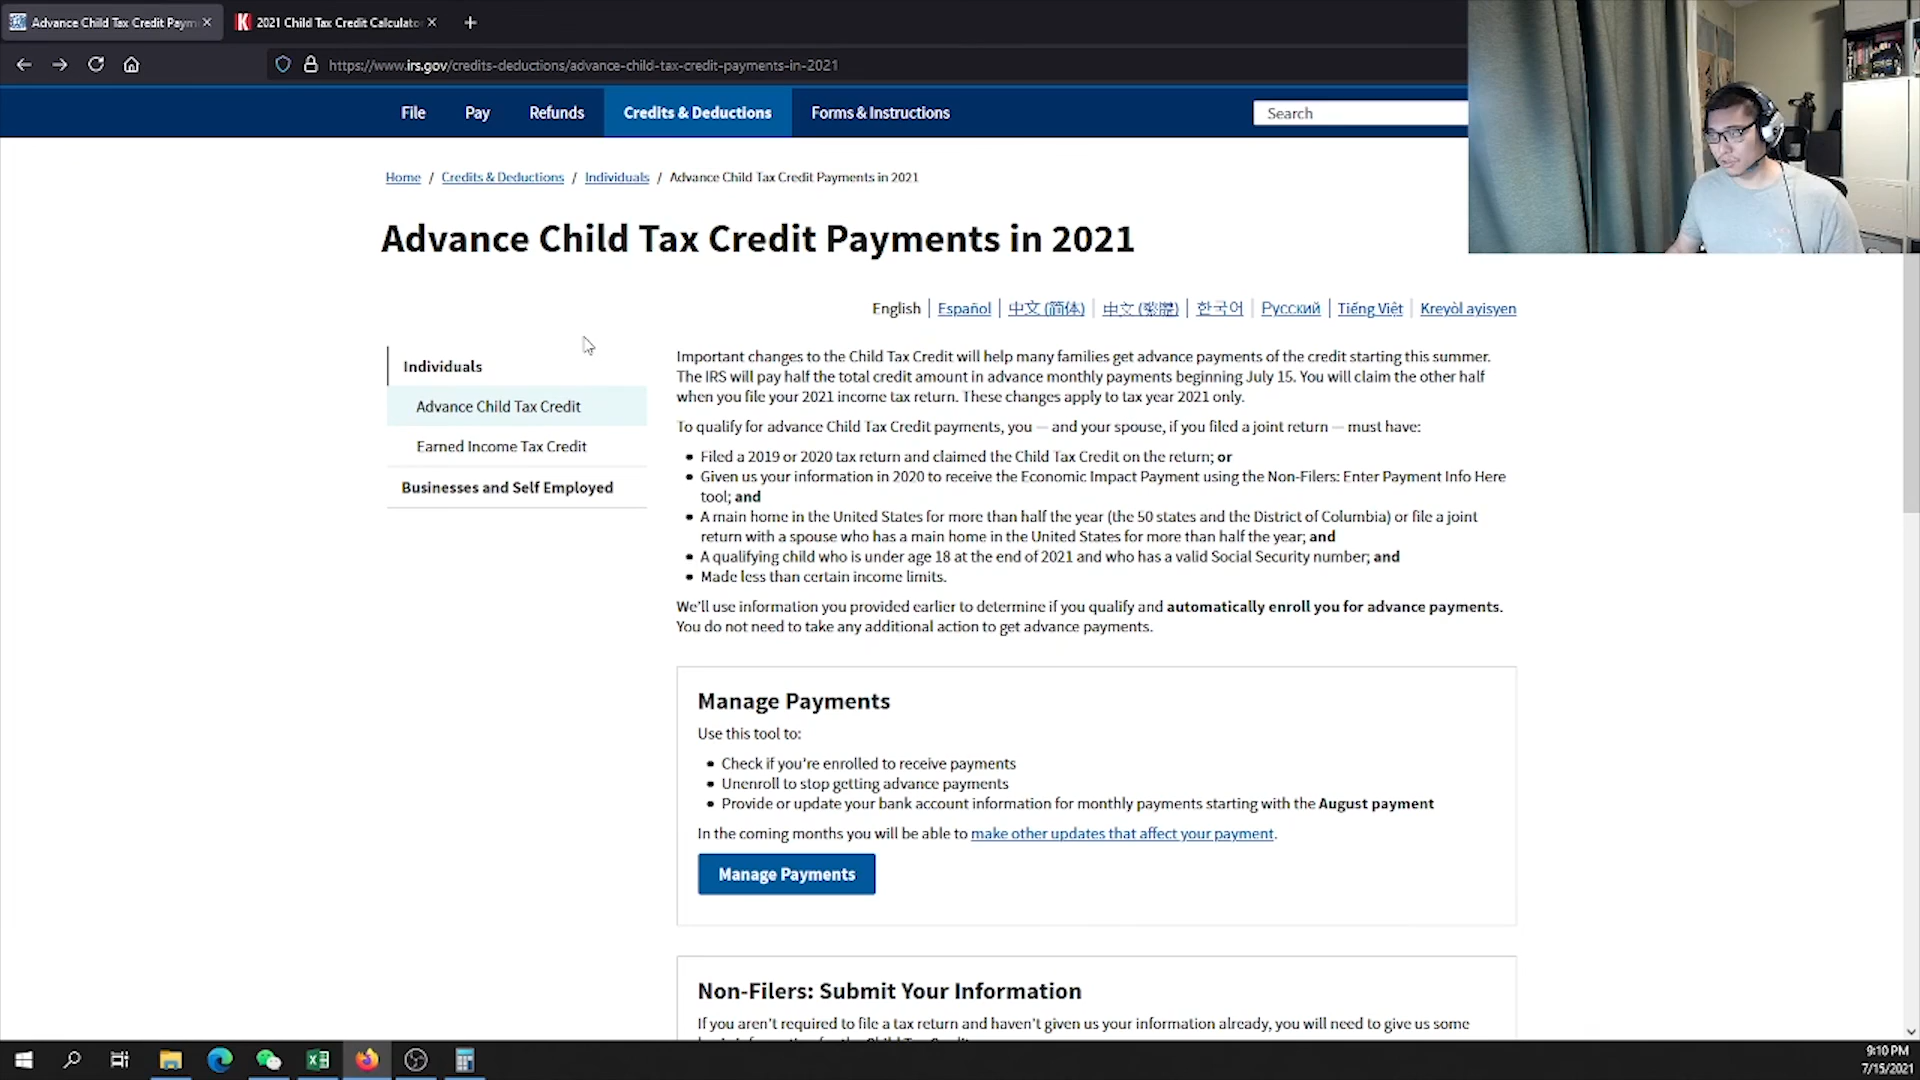 Advance Child Tax Credit Paym
2021 Child Tax Credit Calculato
https://www.irs.gov/credits-deductions/advance-child-tax-credit-payments-in-2021
File Pay Refunds Credits & Deductions Forms & Instructions Search
Home / Credits & Deductions / Individuals / Advance Child Tax Credit Payments in 2021
Advance Child Tax Credit Payments in 2021
English Español 中文 (简体) 中文 (繁體) 한국어 Русский Tiếng Việt Kreyòl ayisyen
Individuals
Advance Child Tax Credit
Earned Income Tax Credit
Businesses and Self Employed
Important changes to the Child Tax Credit will help many families get advance payments of the credit starting this summer.
The IRS will pay half the total credit amount in advance monthly payments beginning July 15. You will claim the other half
when you file your 2021 income tax return. These changes apply to tax year 2021 only.
To qualify for advance Child Tax Credit payments, you — and your spouse, if you filed a joint return — must have:
• Filed a 2019 or 2020 tax return and claimed the Child Tax Credit on the return; or
• Given us your information in 2020 to receive the Economic Impact Payment using the Non-Filers: Enter Payment Info Here
tool; and
• A main home in the United States for more than half the year (the 50 states and the District of Columbia) or file a joint
return with a spouse who has a main home in the United States for more than half the year; and
• A qualifying child who is under age 18 at the end of 2021 and who has a valid Social Security number; and
• Made less than certain income limits.
We'll use information you provided earlier to determine if you qualify and automatically enroll you for advance payments.
You do not need to take any additional action to get advance payments.
Manage Payments
Use this tool to:
• Check if you're enrolled to receive payments
• Unenroll to stop getting advance payments
• Provide or update your bank account information for monthly payments starting with the August payment
In the coming months you will be able to make other updates that affect your payment.
Manage Payments
Non-Filers: Submit Your Information
If you aren't required to file a tax return and haven't given us your information already, you will need to give us some
9:10 PM
7/15/2021